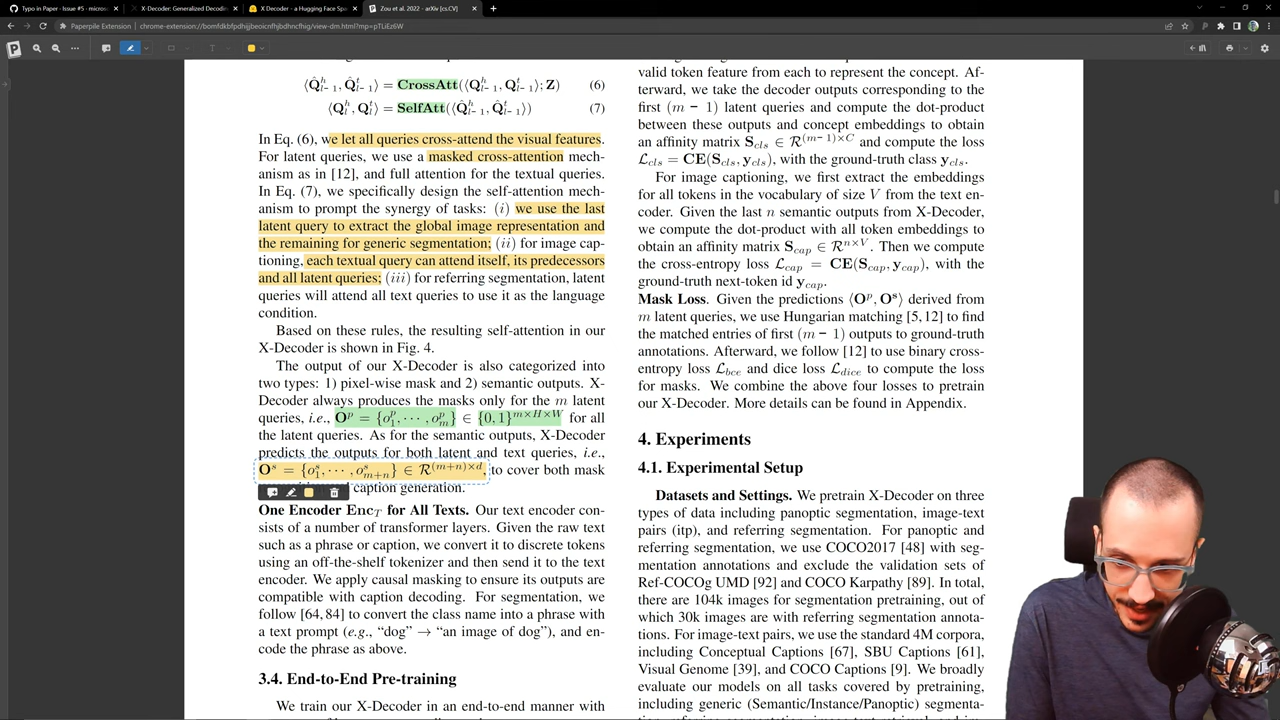 Typo in Paper · Issue #5 · micros
X-Decoder: Generalized Decodin
X Decoder - a Hugging Face Spa
Zou et al. 2022 - arXiv [cs.CV]
Paperpile Extension
⟨Q̂ʰₗ₋₁, Q̂ᵗₗ₋₁⟩ = CrossAtt(⟨Qʰₗ₋₁, Qᵗₗ₋₁⟩; Z) (6)
⟨Qʰₗ, Qᵗₗ⟩ = SelfAtt(⟨Q̂ʰₗ₋₁, Q̂ᵗₗ₋₁⟩) (7)
In Eq. (6), we let all queries cross-attend the visual features.
For latent queries, we use a masked cross-attention mech-
anism as in [12], and full attention for the textual queries.
In Eq. (7), we specifically design the self-attention mech-
anism to prompt the synergy of tasks: (i) we use the last
latent query to extract the global image representation and
the remaining for generic segmentation; (ii) for image cap-
tioning, each textual query can attend itself, its predecessors
and all latent queries; (iii) for referring segmentation, latent
queries will attend all text queries to use it as the language
condition.
Based on these rules, the resulting self-attention in our
X-Decoder is shown in Fig. 4.
The output of our X-Decoder is also categorized into
two types: 1) pixel-wise mask and 2) semantic outputs. X-
Decoder always produces the masks only for the m latent
queries, i.e., Oᵖ = {oᵖ₁, · · · , oᵖₘ} ∈ {0, 1}ᵐ×ᴴ×ᵂ for all
the latent queries. As for the semantic outputs, X-Decoder
predicts the outputs for both latent and text queries, i.e.,
Oˢ = {oˢ₁, · · · , oˢₘ₊ₙ} ∈ R⁽ᵐ⁺ⁿ⁾×ᵈ, to cover both mask
caption generation.
One Encoder Encᴛ for All Texts. Our text encoder con-
sists of a number of transformer layers. Given the raw text
such as a phrase or caption, we convert it to discrete tokens
using an off-the-shelf tokenizer and then send it to the text
encoder. We apply causal masking to ensure its outputs are
compatible with caption decoding. For segmentation, we
follow [64,84] to convert the class name into a phrase with
a text prompt (e.g., “dog” → “an image of dog”), and en-
code the phrase as above.
3.4. End-to-End Pre-training
We train our X-Decoder in an end-to-end manner with
valid token feature from each to represent the concept. Af-
terward, we take the decoder outputs corresponding to the
first (m − 1) latent queries and compute the dot-product
between these outputs and concept embeddings to obtain
an affinity matrix S_cls ∈ R⁽ᵐ⁻¹⁾×ᶜ and compute the loss
L_cls = CE(S_cls, y_cls), with the ground-truth class y_cls.
For image captioning, we first extract the embeddings
for all tokens in the vocabulary of size V from the text en-
coder. Given the last n semantic outputs from X-Decoder,
we compute the dot-product with all token embeddings to
obtain an affinity matrix S_cap ∈ Rⁿ×ⱽ. Then we compute
the cross-entropy loss L_cap = CE(S_cap, y_cap), with the
ground-truth next-token id y_cap.
Mask Loss. Given the predictions ⟨Oᵖ, Oˢ⟩ derived from
m latent queries, we use Hungarian matching [5,12] to find
the matched entries of first (m − 1) outputs to ground-truth
annotations. Afterward, we follow [12] to use binary cross-
entropy loss L_bce and dice loss L_dice to compute the loss
for masks. We combine the above four losses to pretrain
our X-Decoder. More details can be found in Appendix.
4. Experiments
4.1. Experimental Setup
Datasets and Settings. We pretrain X-Decoder on three
types of data including panoptic segmentation, image-text
pairs (itp), and referring segmentation. For panoptic and
referring segmentation, we use COCO2017 [48] with seg-
mentation annotations and exclude the validation sets of
Ref-COCOg UMD [92] and COCO Karpathy [89]. In total,
there are 104k images for segmentation pretraining, out of
which 30k images are with referring segmentation annota-
tions. For image-text pairs, we use the standard 4M corpora,
including Conceptual Captions [67], SBU Captions [61],
Visual Genome [39], and COCO Captions [9]. We broadly
evaluate our models on all tasks covered by pretraining,
including generic (Semantic/Instance/Panoptic) segmenta-